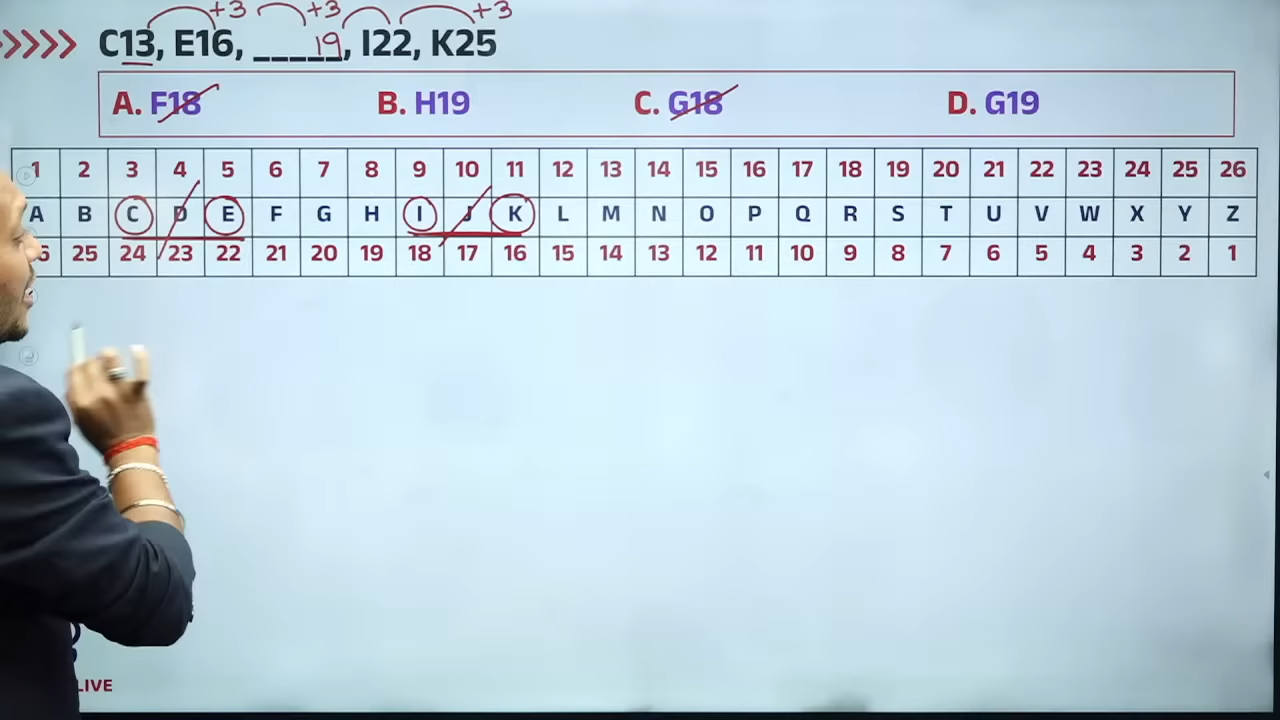 +3 +3 +3
C13, E16, _____19, I22, K25
A. F18 B. H19 C. G18 D. G19
1 2 3 4 5 6 7 8 9 10 11 12 13 14 15 16 17 18 19 20 21 22 23 24 25 26
A B C D E F G H I J K L M N O P Q R S T U V W X Y Z
6 25 24 23 22 21 20 19 18 17 16 15 14 13 12 11 10 9 8 7 6 5 4 3 2 1
LIVE